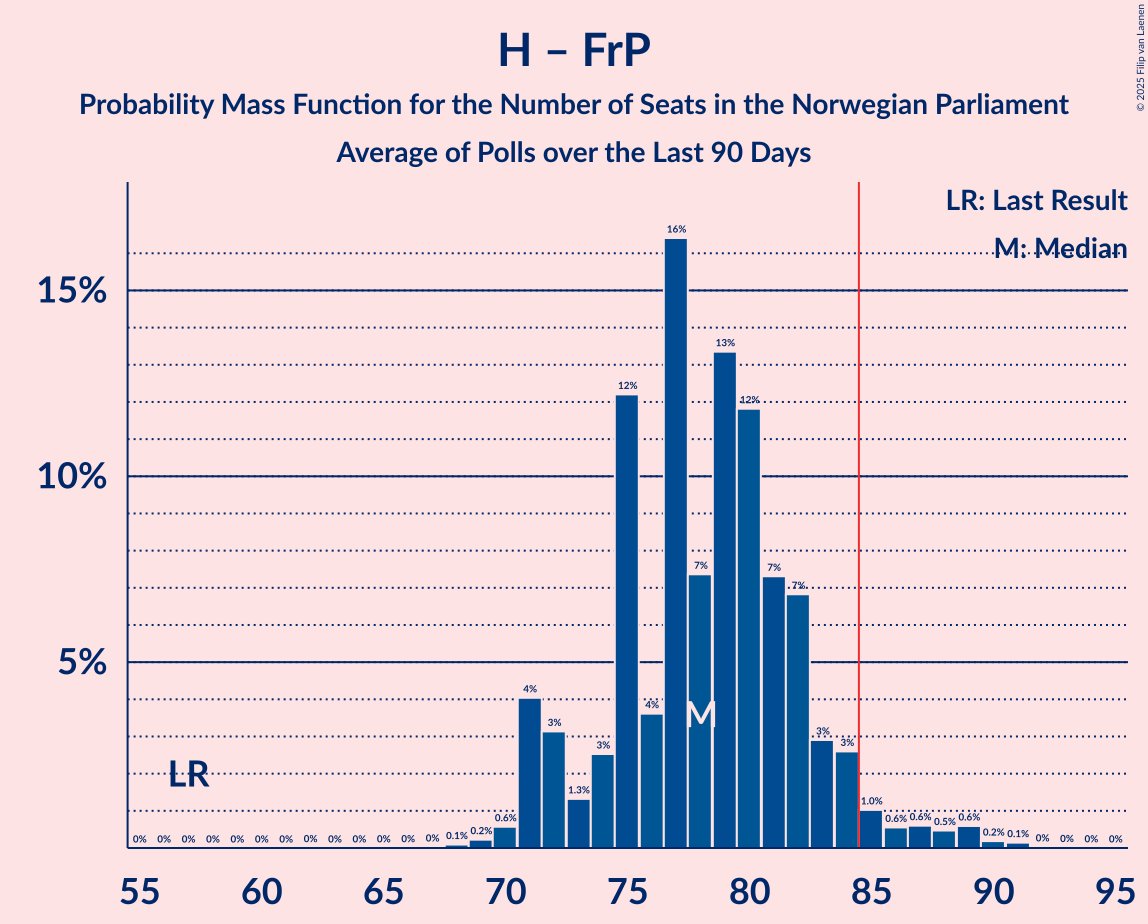 H – FrP
Probability Mass Function for the Number of Seats in the Norwegian Parliament
Average of Polls over the Last 90 Days
© 2025 Filip van Laenen
LR: Last Result
M: Median
15%
10%
5%
LR
M
0% 0% 0% 0% 0% 0% 0% 0% 0% 0% 0% 0% 0% 0.1% 0.2% 0.6% 4% 3% 1.3% 3% 12% 4% 16% 7% 13% 12% 7% 7% 3% 3% 1.0% 0.6% 0.6% 0.5% 0.6% 0.2% 0.1% 0% 0% 0% 0%
55 60 65 70 75 80 85 90 95